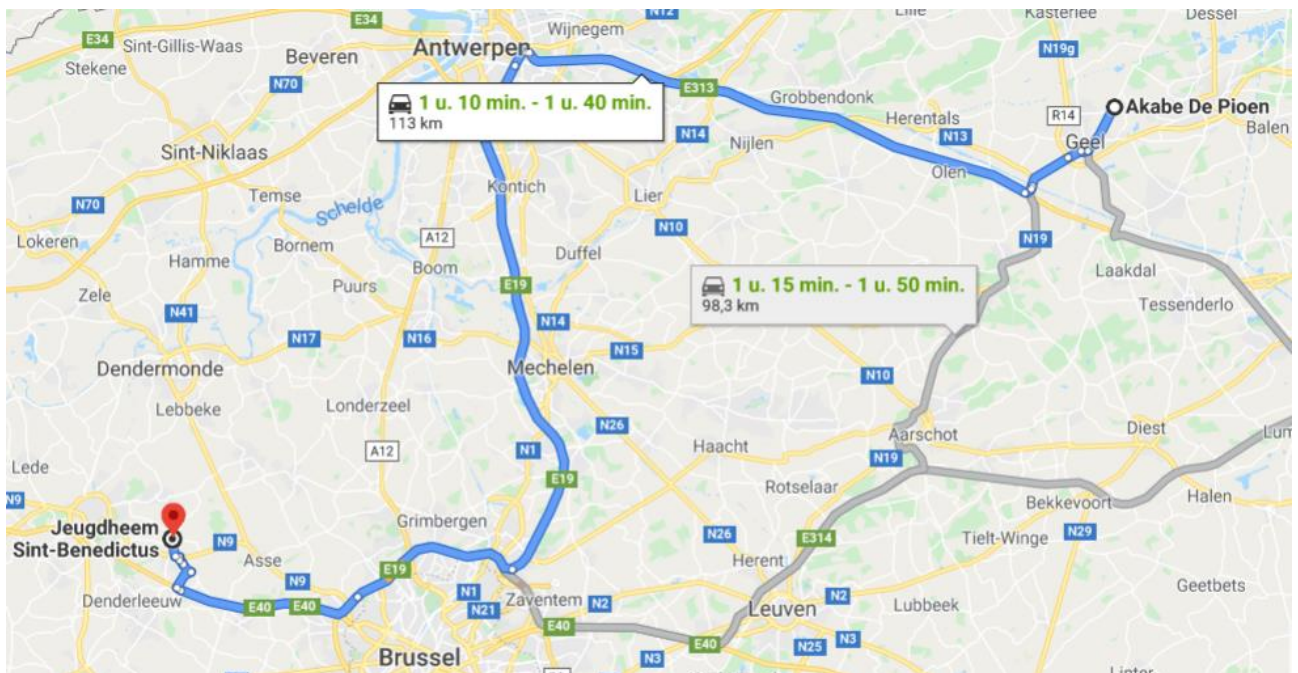 E34
E34
Sint-Gillis-Waas
Beveren
Stekene
Antwerpen
Wijnegem
N12
Kasterlee
Dessel
N19g
N70
1 u. 10 min. - 1 u. 40 min.
113 km
E313
Grobbendonk
Herentals
R14
Akabe De Pioen
Balen
N14
Nijlen
N13
Geel
Sint-Niklaas
Olen
Temse
Kontich
Lier
N70
Schelde
Lokeren
Bornem
A12
N10
N19
Hamme
Duffel
Boom
Laakdal
Zele
Puurs
E19
1 u. 15 min. - 1 u. 50 min.
98,3 km
Tessenderlo
N41
N14
N17
N16
N15
Dendermonde
Mechelen
N10
Lebbeke
Londerzeel
Aarschot
Diest
N26
A12
N1
Haacht
N19
Lede
E19
Rotselaar
Bekkevoort
Halen
N9
Jeugdheem
Sint-Benedictus
N9
Grimbergen
N26
E314
N29
Tielt-Winge
Asse
Herent
E19
N9
Geetbets
Denderleeuw
E40
E40
N1
N21
Zaventem
N2
Leuven
N2
Lubbeek
E40
E40
N3
N25
N3
Brussel